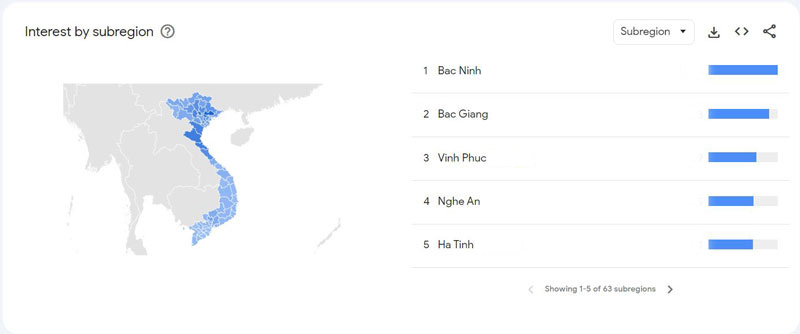 Interest by subregion
Subregion
1 Bac Ninh
2 Bac Giang
3 Vinh Phuc
4 Nghe An
5 Ha Tinh
Showing 1-5 of 63 subregions